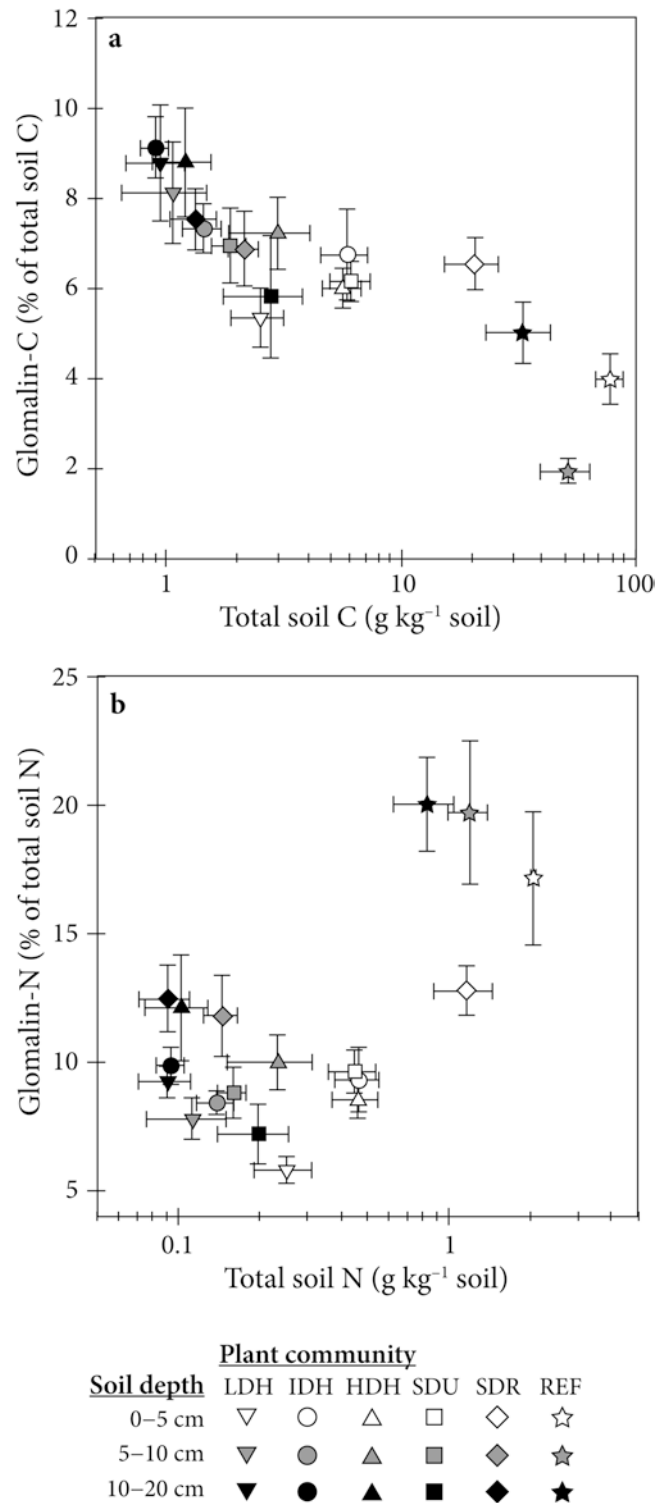 a
12
10
8
6
4
2
0
Glomalin-C (% of total soil C)
1 10 100
Total soil C (g kg⁻¹ soil)
b
25
20
15
10
5
Glomalin-N (% of total soil N)
0.1 1
Total soil N (g kg⁻¹ soil)
Plant community
Soil depth LDH IDH HDH SDU SDR REF
0–5 cm
5–10 cm
10–20 cm